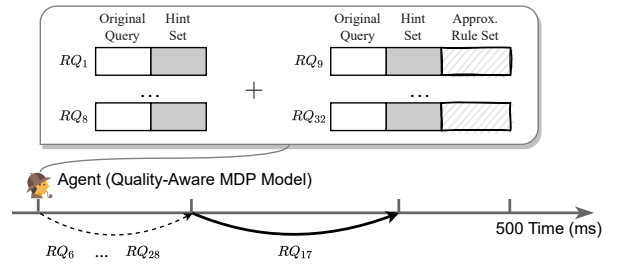 Original Query
Hint Set
Original Query
Hint Set
Approx. Rule Set
RQ1
RQ9
...
+
...
RQ8
RQ32
Agent (Quality-Aware MDP Model)
500 Time (ms)
RQ6 ... RQ28
RQ17